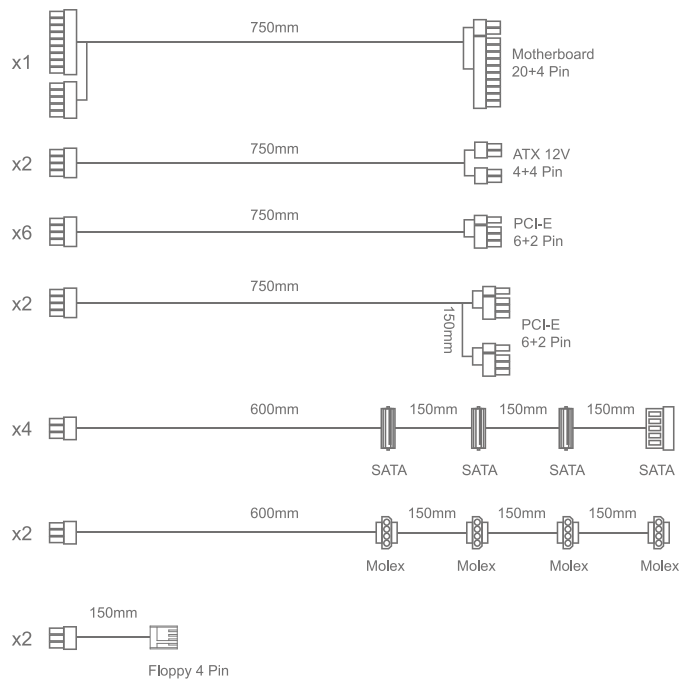 750mm
x1
Motherboard
20+4 Pin
750mm
x2
ATX 12V
4+4 Pin
750mm
x6
PCI-E
6+2 Pin
750mm
x2
150mm
PCI-E
6+2 Pin
600mm 150mm 150mm 150mm
x4
SATA SATA SATA SATA
600mm 150mm 150mm 150mm
x2
Molex Molex Molex Molex
150mm
x2
Floppy 4 Pin